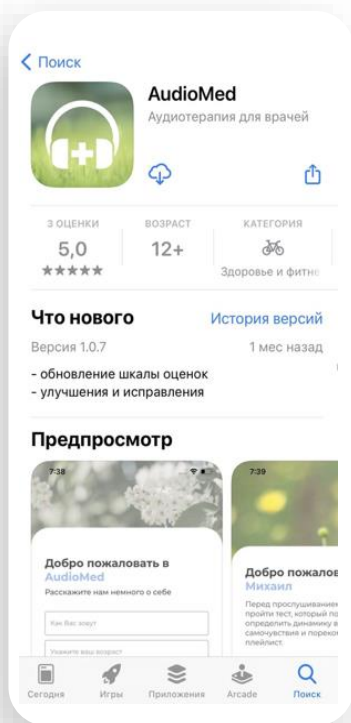 Поиск
AudioMed
Аудиотерапия для врачей
3 ОЦЕНКИ
ВОЗРАСТ
КАТЕГОРИЯ
5,0
12+
Здоровье и фитне
Что нового
История версий
Версия 1.0.7
1 мес назад
- обновление шкалы оценок
- улучшения и исправления
Предпросмотр
7:38
7:39
Добро пожаловать в
AudioMed
Расскажите нам немного о себе
Как Вас зовут
Укажите ваш возраст
Добро пожалов
Михаил
Перед прослушивание
пройти тест, который по
определить динамику в
самочувствия и пореко
плейлист.
Сегодня
Игры
Приложения
Arcade
Поиск